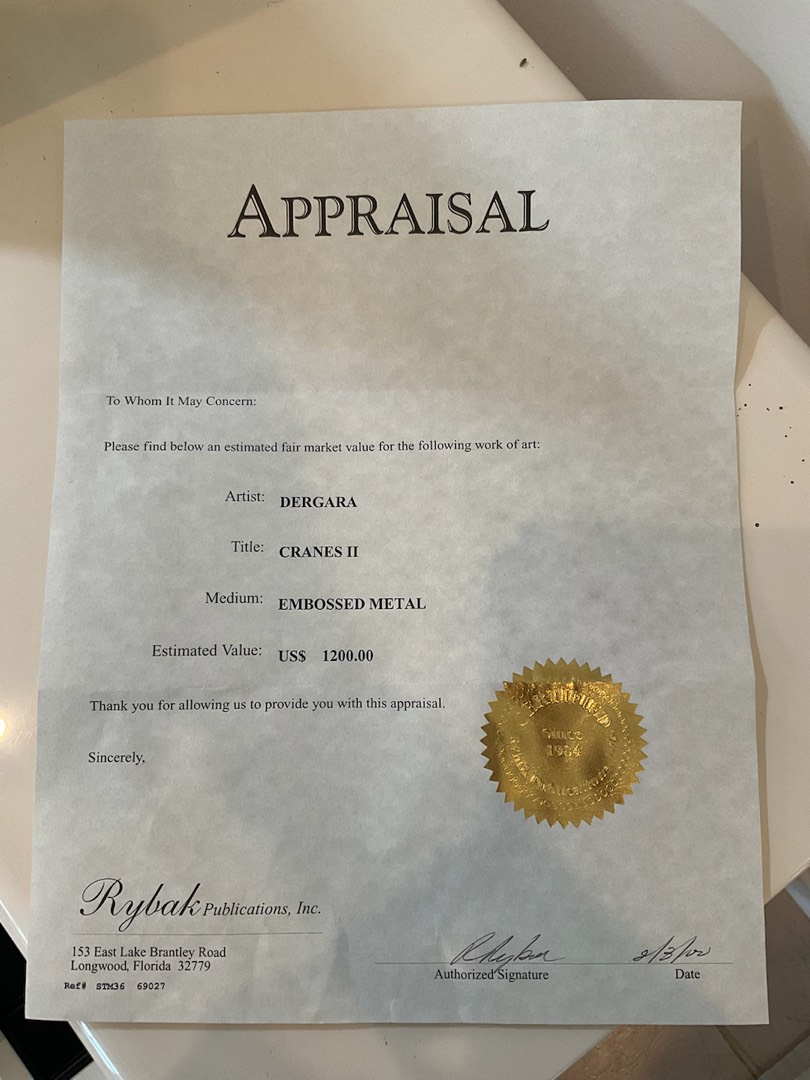 APPRAISAL
To Whom It May Concern:
Please find below an estimated fair market value for the following work of art:
Artist: DERGARA
Title: CRANES II
Medium: EMBOSSED METAL
Estimated Value: US$ 1200.00
Thank you for allowing us to provide you with this appraisal.
Sincerely,
Since
1984
Rybak Publications, Inc.
153 East Lake Brantley Road
Longwood, Florida 32779
Ref# STM36 69027
Authorized Signature
Date